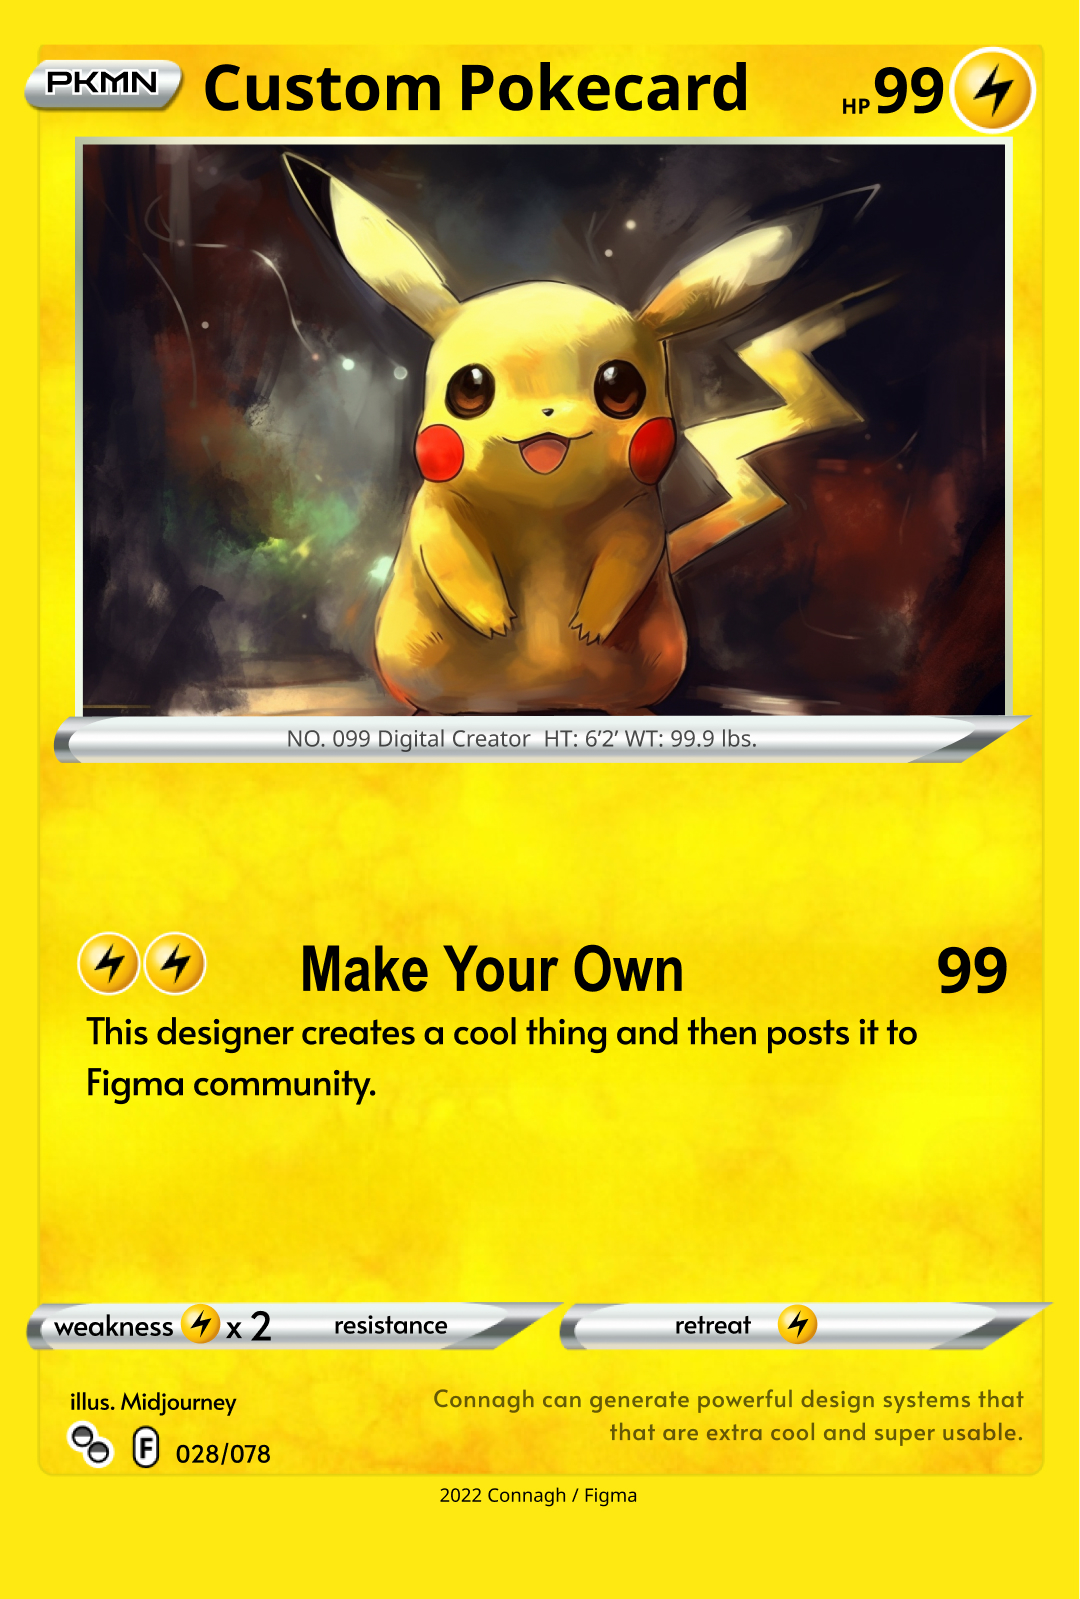 PKMN Custom Pokecard HP 99
NO. 099 Digital Creator HT: 6’2’ WT: 99.9 lbs.
Make Your Own 99
This designer creates a cool thing and then posts it to
Figma community.
weakness x 2 resistance retreat
illus. Midjourney
Connagh can generate powerful design systems that
that are extra cool and super usable.
F 028/078
2022 Connagh / Figma